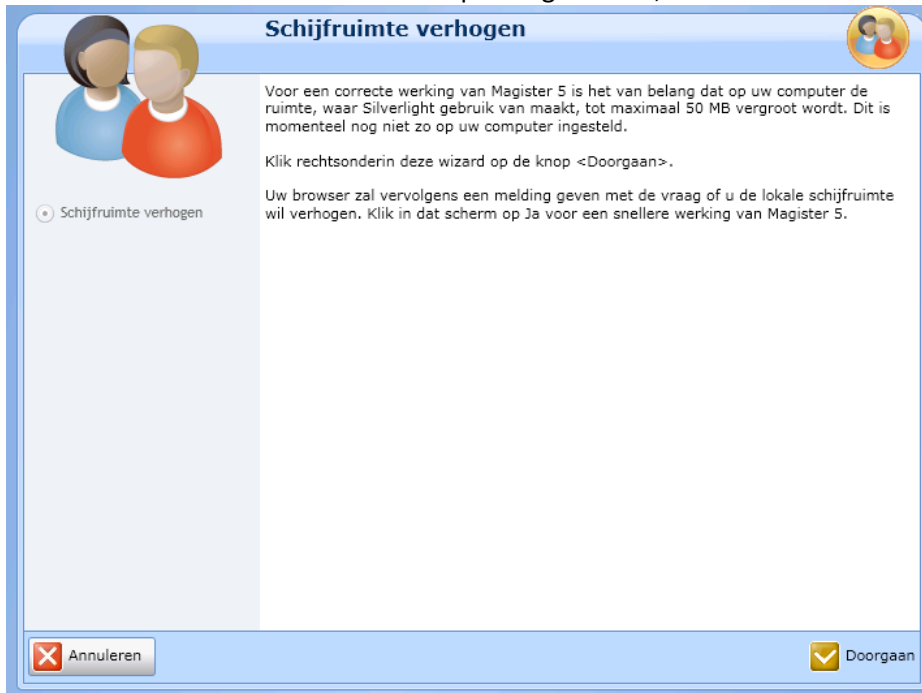 Schijfruimte verhogen
Voor een correcte werking van Magister 5 is het van belang dat op uw computer de
ruimte, waar Silverlight gebruik van maakt, tot maximaal 50 MB vergroot wordt. Dit is
momenteel nog niet zo op uw computer ingesteld.
Klik rechtsonderin deze wizard op de knop <Doorgaan>.
Uw browser zal vervolgens een melding geven met de vraag of u de lokale schijfruimte
wil verhogen. Klik in dat scherm op Ja voor een snellere werking van Magister 5.
Schijfruimte verhogen
Annuleren
Doorgaan